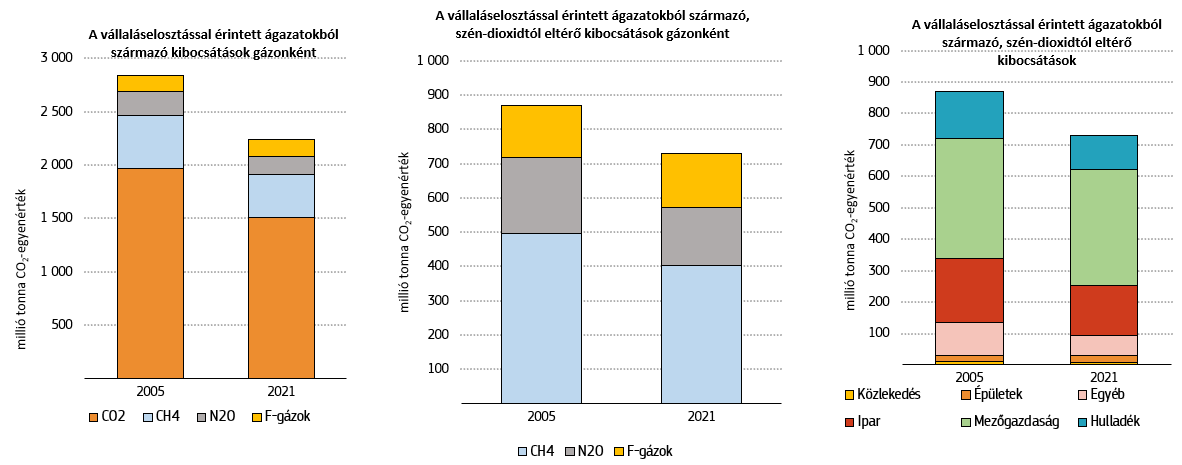 A vállaláselosztással érintett ágazatokból
származó kibocsátások gázonként
3 000
2 500
2 000
1 500
1 000
500
millió tonna CO₂-egyenérték
2005
2021
CO2
CH4
N2O
F-gázok
A vállaláselosztással érintett ágazatokból származó,
szén-dioxidtól eltérő kibocsátások gázonként
1 000
900
800
700
600
500
400
300
200
100
millió tonna CO₂-egyenérték
2005
2021
CH4
N2O
F-gázok
A vállaláselosztással érintett ágazatokból
származó, szén-dioxidtól eltérő
kibocsátások
1 000
900
800
700
600
500
400
300
200
100
millió tonna CO₂-egyenérték
2005
2021
Közlekedés
Épületek
Egyéb
Ipar
Mezőgazdaság
Hulladék